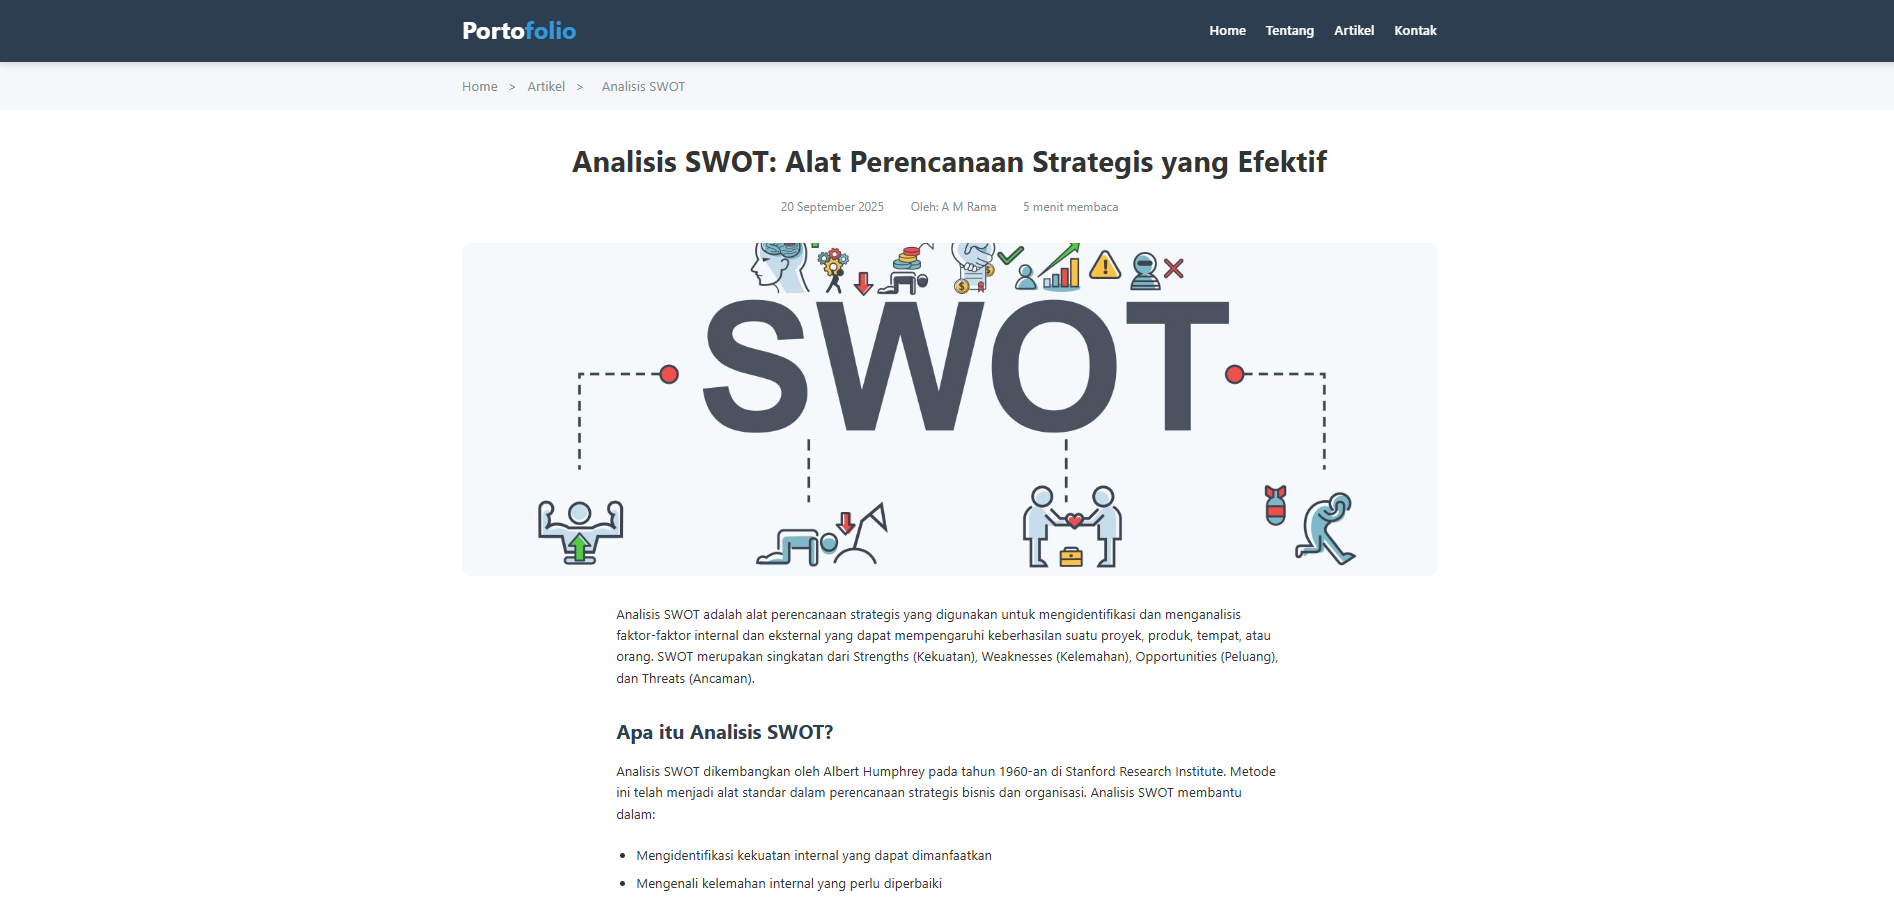 Portofolio
Home Tentang Artikel Kontak
Home > Artikel > Analisis SWOT
Analisis SWOT: Alat Perencanaan Strategis yang Efektif
20 September 2025 Oleh: A M Rama 5 menit membaca
SWOT
Analisis SWOT adalah alat perencanaan strategis yang digunakan untuk mengidentifikasi dan menganalisis
faktor-faktor internal dan eksternal yang dapat mempengaruhi keberhasilan suatu proyek, produk, tempat, atau
orang. SWOT merupakan singkatan dari Strengths (Kekuatan), Weaknesses (Kelemahan), Opportunities (Peluang),
dan Threats (Ancaman).
Apa itu Analisis SWOT?
Analisis SWOT dikembangkan oleh Albert Humphrey pada tahun 1960-an di Stanford Research Institute. Metode
ini telah menjadi alat standar dalam perencanaan strategis bisnis dan organisasi. Analisis SWOT membantu
dalam:
• Mengidentifikasi kekuatan internal yang dapat dimanfaatkan
• Mengenali kelemahan internal yang perlu diperbaiki